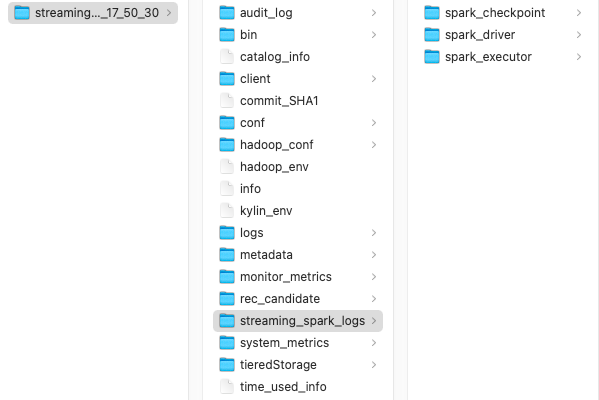 streaming..._17_50_30
audit_log
bin
catalog_info
client
commit_SHA1
conf
hadoop_conf
hadoop_env
info
kylin_env
logs
metadata
monitor_metrics
rec_candidate
streaming_spark_logs
system_metrics
tieredStorage
time_used_info
spark_checkpoint
spark_driver
spark_executor